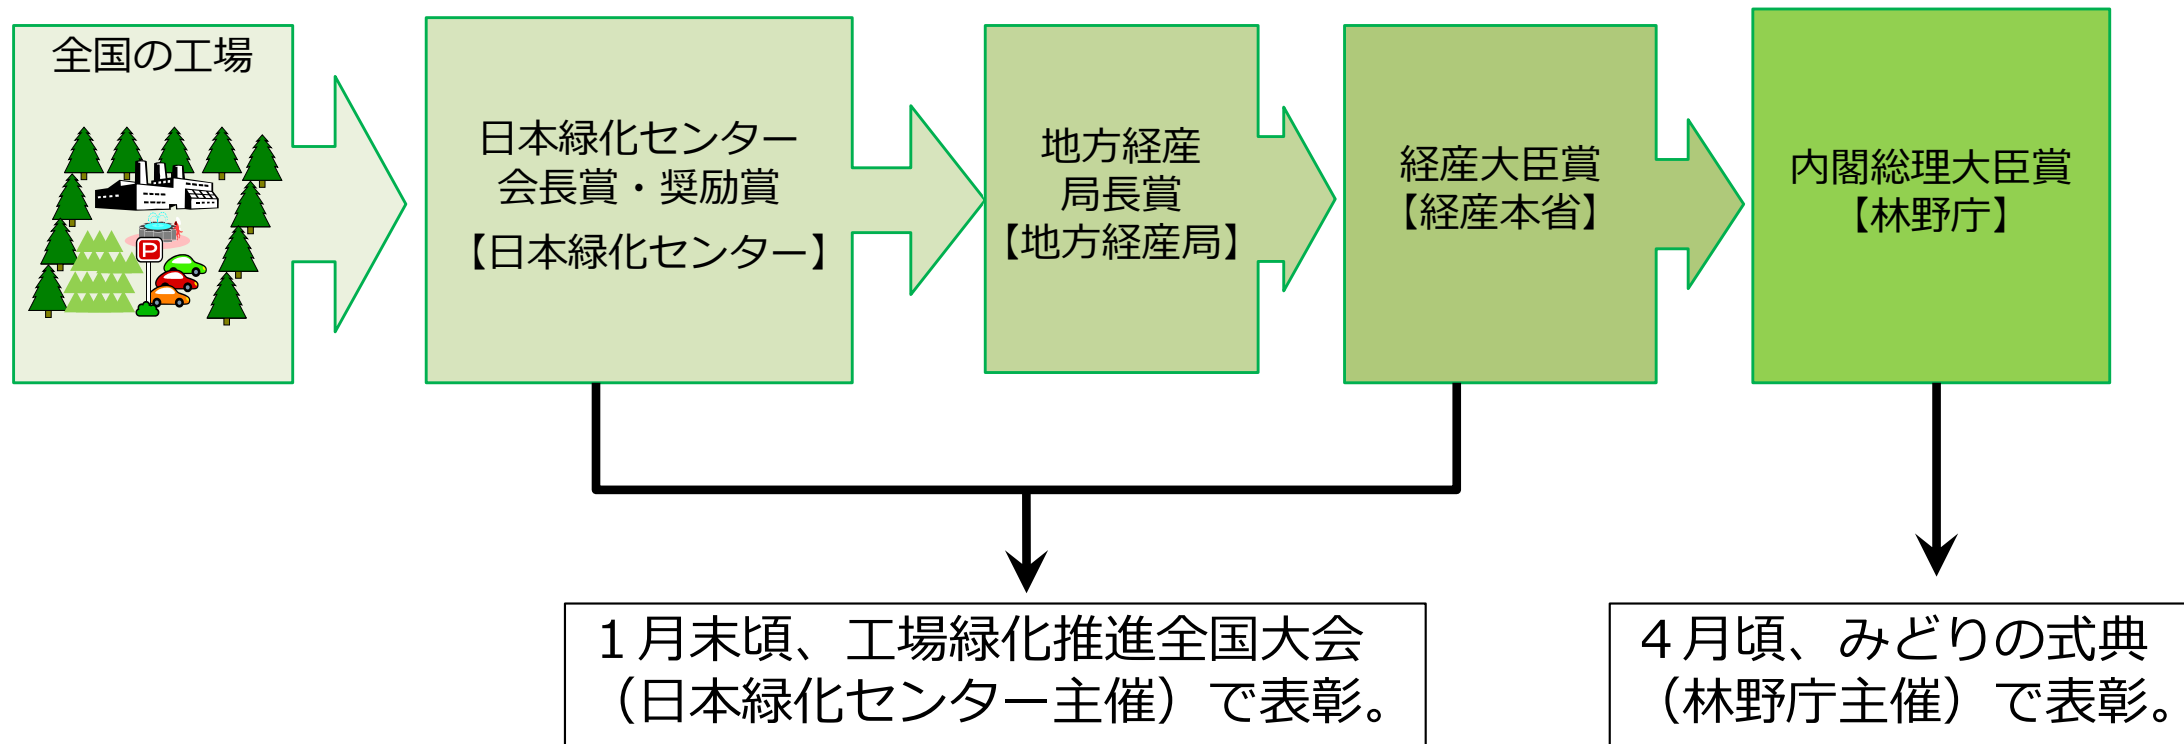 全国の工場
P
日本緑化センター
会長賞・奨励賞
【日本緑化センター】
地方経産
局長賞
【地方経産局】
経産大臣賞
【経産本省】
内閣総理大臣賞
【林野庁】
１月末頃、工場緑化推進全国大会
（日本緑化センター主催）で表彰。
４月頃、みどりの式典
（林野庁主催）で表彰。